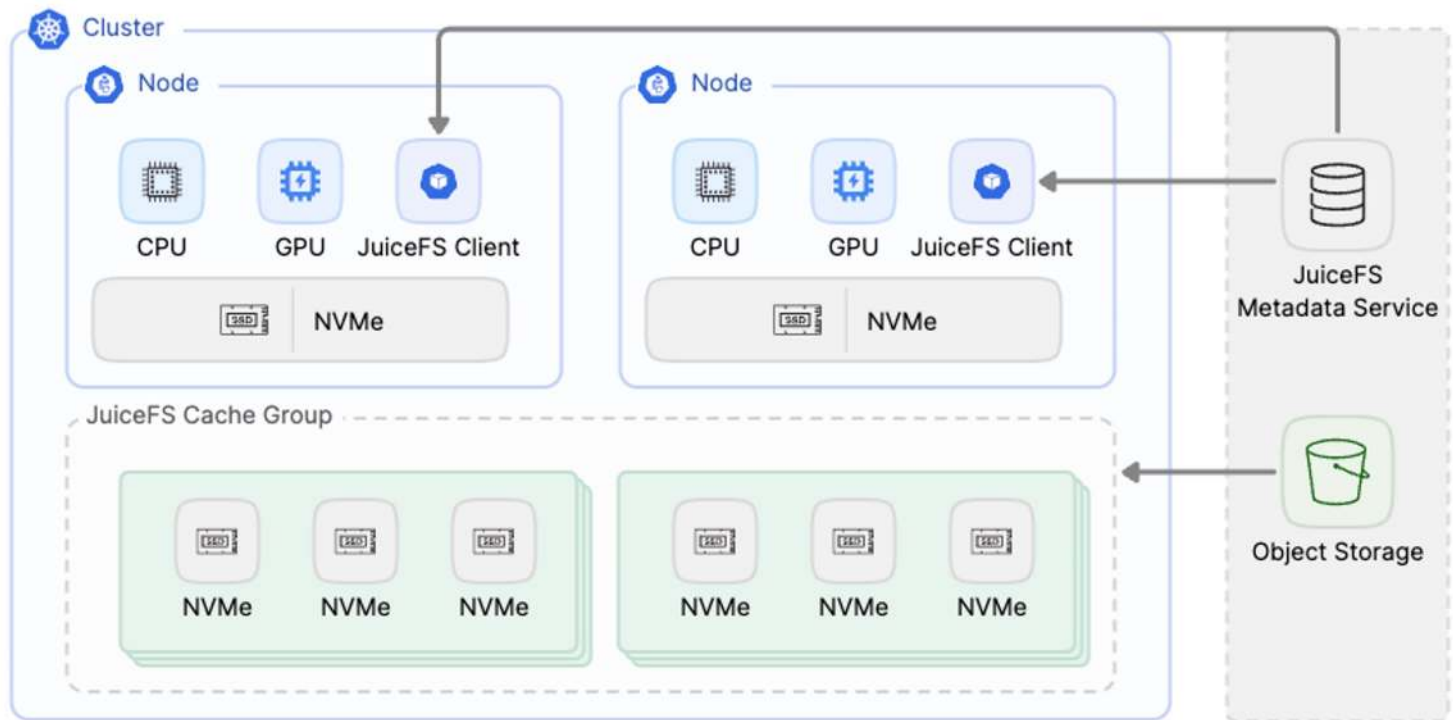 Cluster
Node
Node
CPU
GPU
JuiceFS Client
CPU
GPU
JuiceFS Client
JuiceFS
Metadata Service
SSD
NVMe
SSD
NVMe
JuiceFS Cache Group
Object Storage
SSD
SSD
SSD
SSD
SSD
SSD
NVMe
NVMe
NVMe
NVMe
NVMe
NVMe